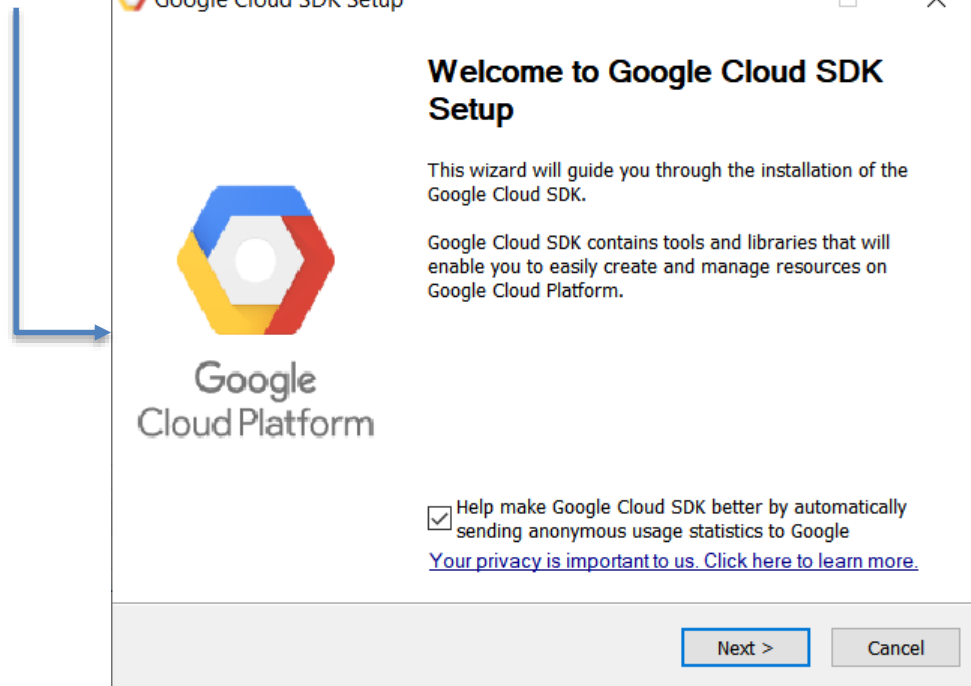 Google Cloud SDK Setup
Welcome to Google Cloud SDK
Setup
This wizard will guide you through the installation of the
Google Cloud SDK.
Google Cloud SDK contains tools and libraries that will
enable you to easily create and manage resources on
Google Cloud Platform.
Google
Cloud Platform
Help make Google Cloud SDK better by automatically
sending anonymous usage statistics to Google
Your privacy is important to us. Click here to learn more.
Next >
Cancel